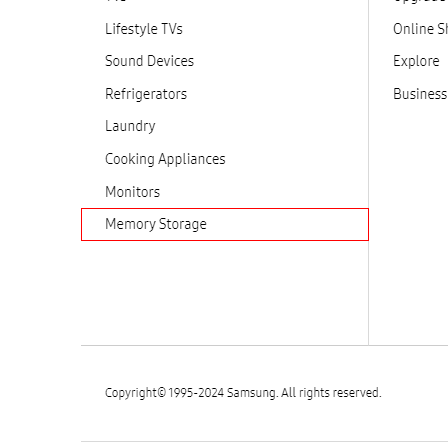 Lifestyle TVs
Sound Devices
Refrigerators
Laundry
Cooking Appliances
Monitors
Memory Storage
Online
Explore
Business
Copyright© 1995-2024 Samsung. All rights reserved.